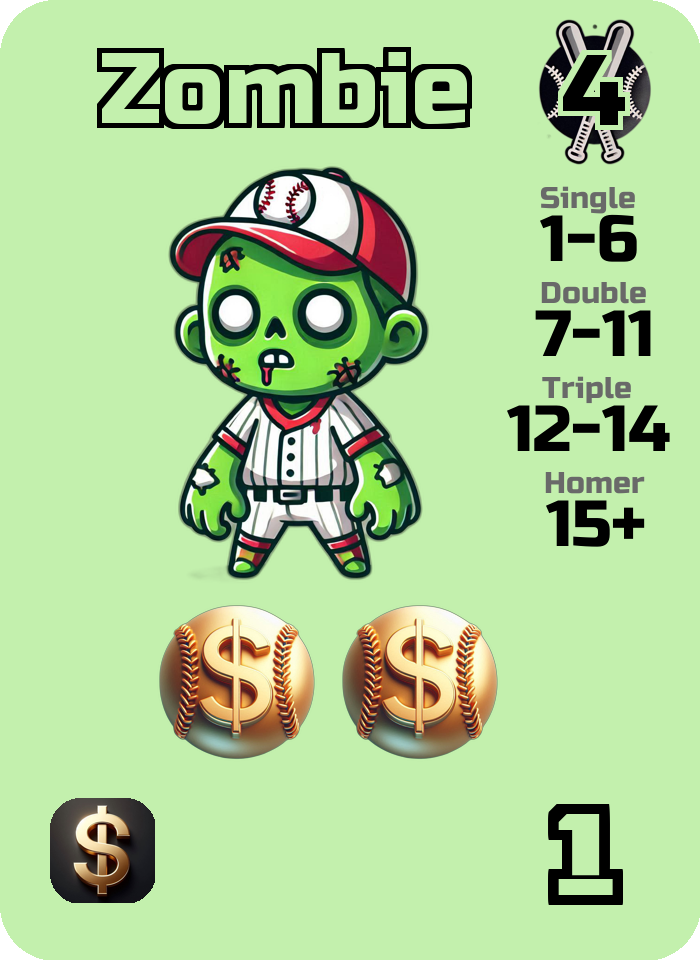 Zombie
4
Single
1-6
Double
7-11
Triple
12-14
Homer
15+
$ $
$
1